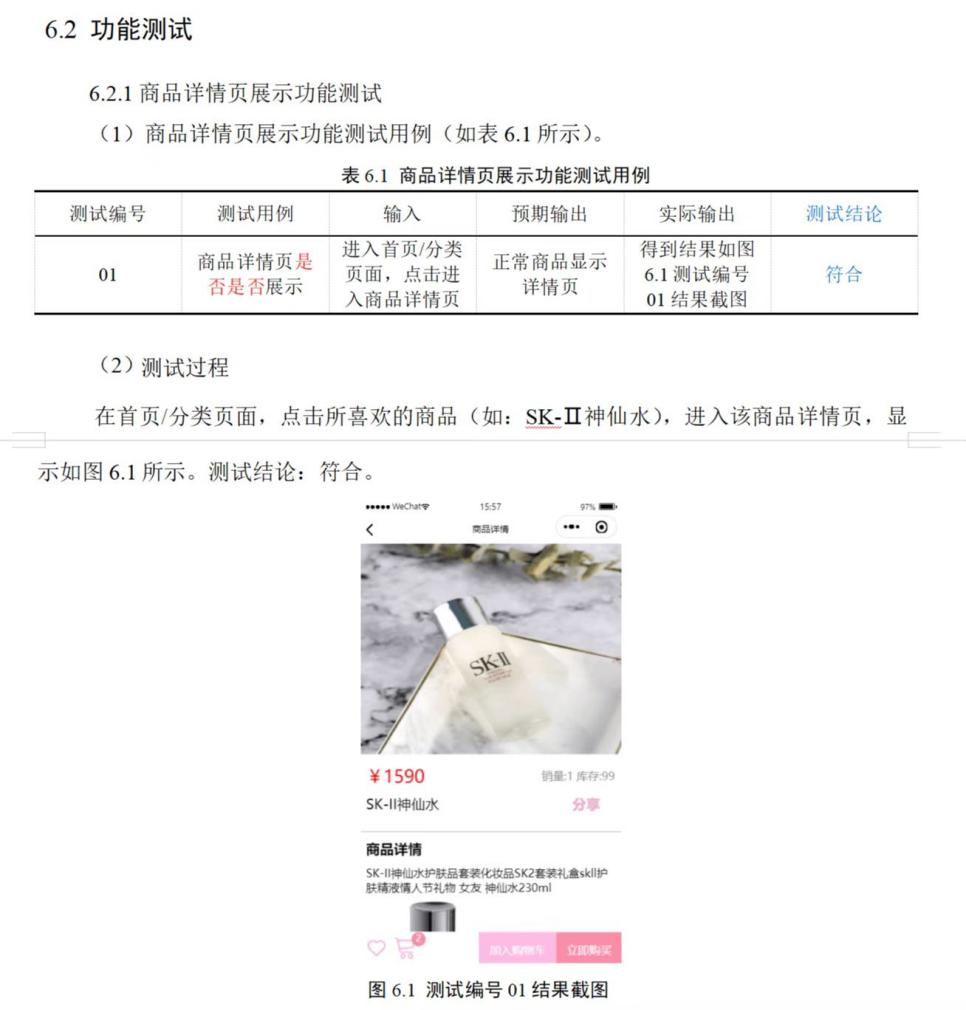 6.2 功能测试
6.2.1 商品详情页展示功能测试
（1）商品详情页展示功能测试用例（如表 6.1 所示）。
表 6.1 商品详情页展示功能测试用例
测试编号 测试用例 输入 预期输出 实际输出 测试结论
01
商品详情页是
否是否展示
进入首页/分类
页面，点击进
入商品详情页
正常商品显示
详情页
得到结果如图
6.1 测试编号
01 结果截图
符合
（2）测试过程
在首页/分类页面，点击所喜欢的商品（如：SK-Ⅱ神仙水），进入该商品详情页，显
示如图 6.1 所示。测试结论：符合。
WeChat 15:57 97%
商品详情
SK-II
￥1590 销量:1 库存:99
SK-II神仙水 分享
商品详情
SK-II神仙水护肤品套装化妆品SK2套装礼盒skll护
肤精液情人节礼物 女友 神仙水230ml
2
加入购物车 立即购买
图 6.1 测试编号 01 结果截图